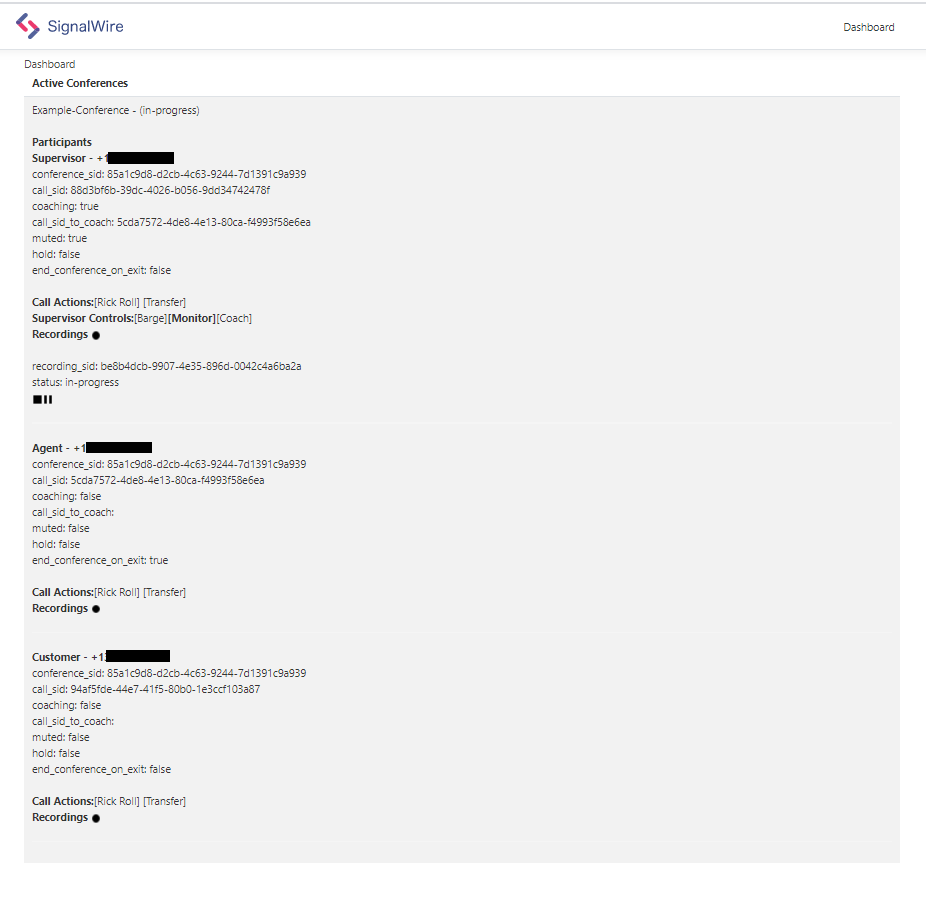 SignalWire
Dashboard
Dashboard
Active Conferences
Example-Conference - (in-progress)
Participants
Supervisor - +1
conference_sid: 85a1c9d8-d2cb-4c63-9244-7d1391c9a939
call_sid: 88d3bf6b-39dc-4026-b056-9dd34742478f
coaching: true
call_sid_to_coach: 5cda7572-4de8-4e13-80ca-f4993f58e6ea
muted: true
hold: false
end_conference_on_exit: false
Call Actions:[Rick Roll] [Transfer]
Supervisor Controls:[Barge][Monitor][Coach]
Recordings
recording_sid: be8b4dcb-9907-4e35-896d-0042c4a6ba2a
status: in-progress
Agent - +1
conference_sid: 85a1c9d8-d2cb-4c63-9244-7d1391c9a939
call_sid: 5cda7572-4de8-4e13-80ca-f4993f58e6ea
coaching: false
call_sid_to_coach:
muted: false
hold: false
end_conference_on_exit: true
Call Actions:[Rick Roll] [Transfer]
Recordings
Customer - +1
conference_sid: 85a1c9d8-d2cb-4c63-9244-7d1391c9a939
call_sid: 94af5fde-44e7-41f5-80b0-1e3ccf103a87
coaching: false
call_sid_to_coach:
muted: false
hold: false
end_conference_on_exit: false
Call Actions:[Rick Roll] [Transfer]
Recordings